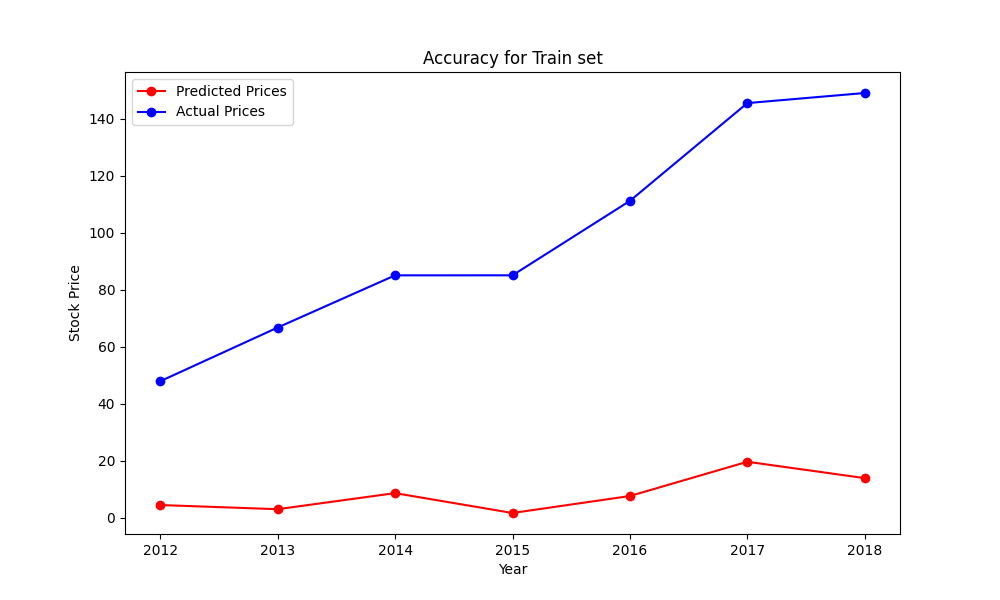 Accuracy for Train set
Predicted Prices
Actual Prices
Stock Price
140
120
100
80
60
40
20
0
2012 2013 2014 2015 2016 2017 2018
Year